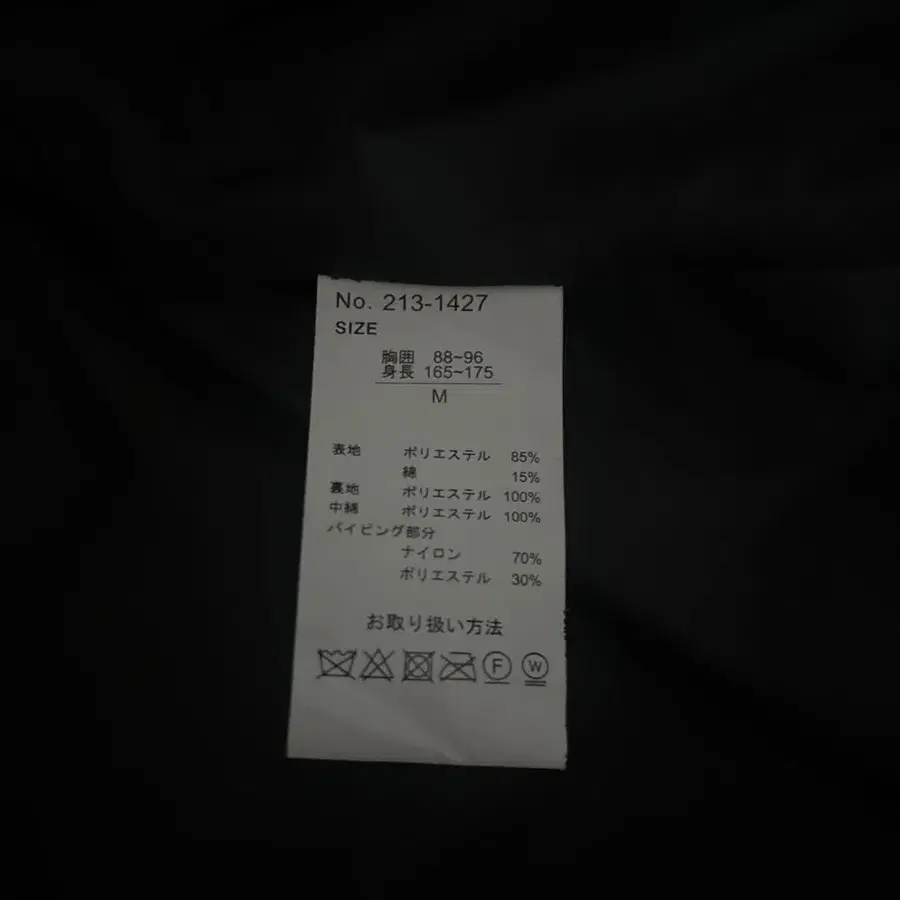 No. 213-1427
SIZE
胸囲 88~96
身長 165~175
M
表地 ポリエステル 85%
綿 15%
裏地 ポリエステル 100%
中綿 ポリエステル 100%
パイピング部分
ナイロン 70%
ポリエステル 30%
お取り扱い方法
F W